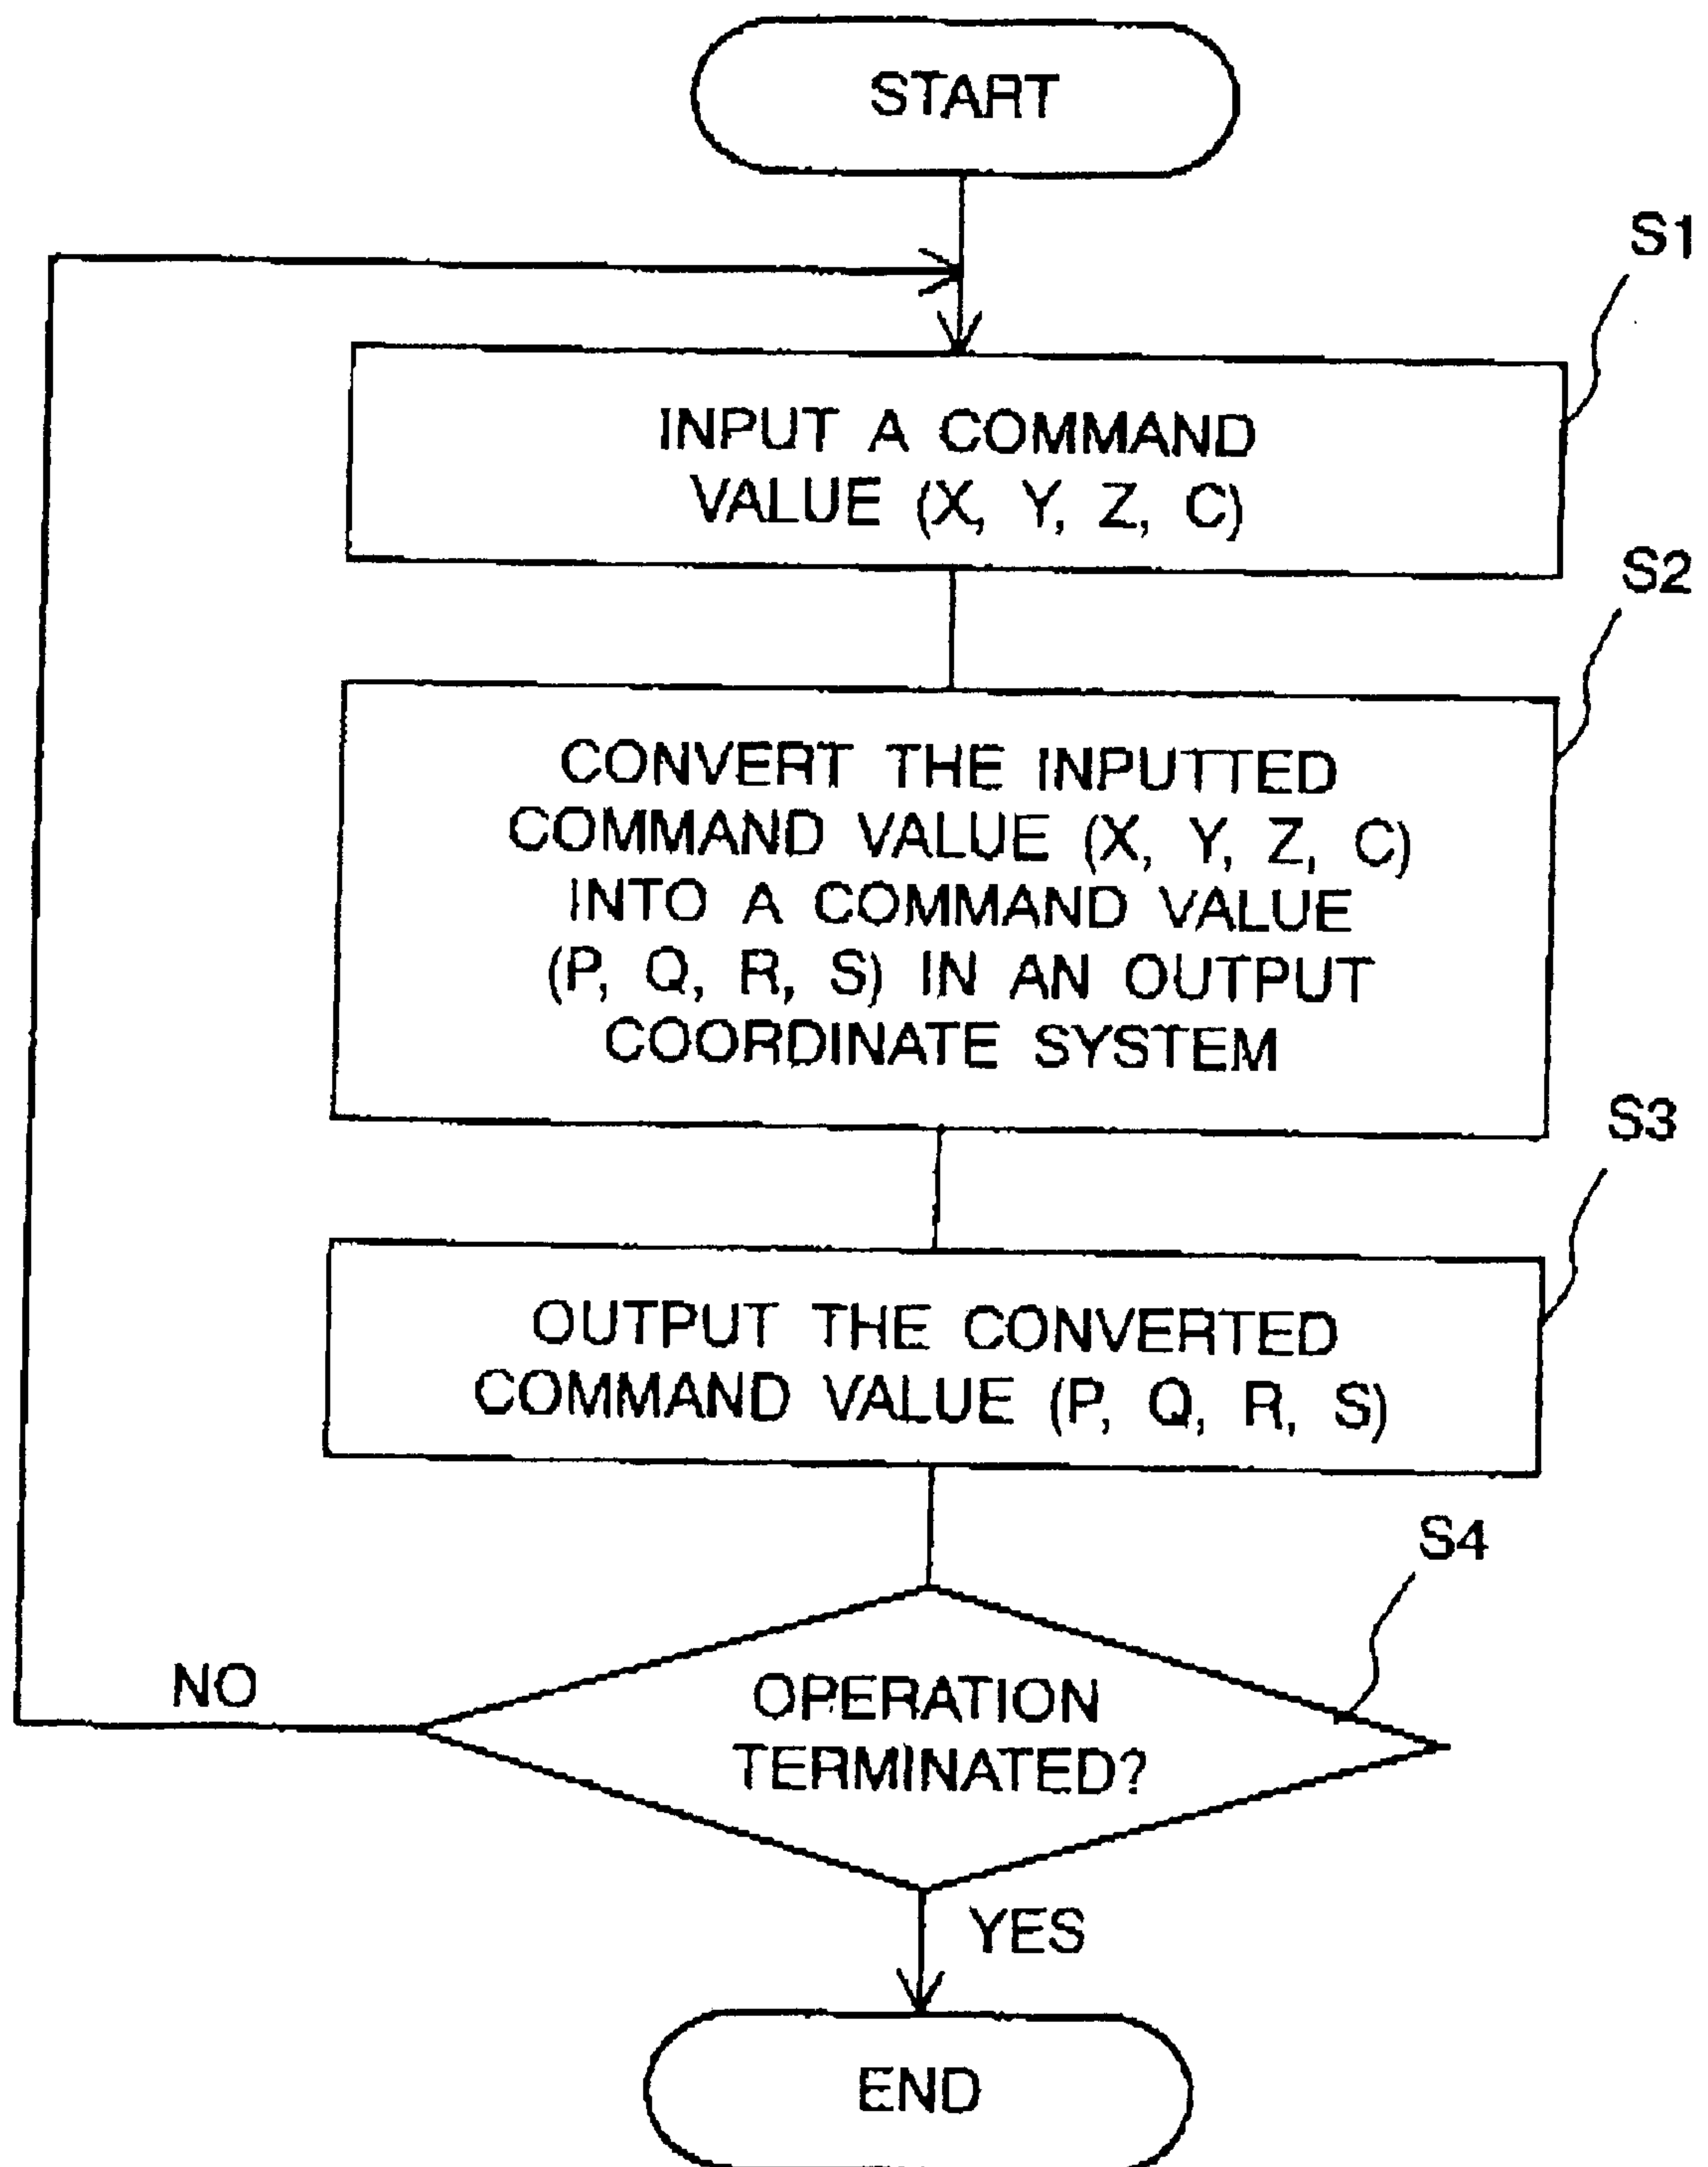 START
S1
INPUT A COMMAND
VALUE (X, Y, Z, C)
S2
CONVERT THE INPUTTED
COMMAND VALUE (X, Y, Z, C)
INTO A COMMAND VALUE
(P, Q, R, S) IN AN OUTPUT
COORDINATE SYSTEM
S3
OUTPUT THE CONVERTED
COMMAND VALUE (P, Q, R, S)
S4
NO
OPERATION
TERMINATED?
YES
END